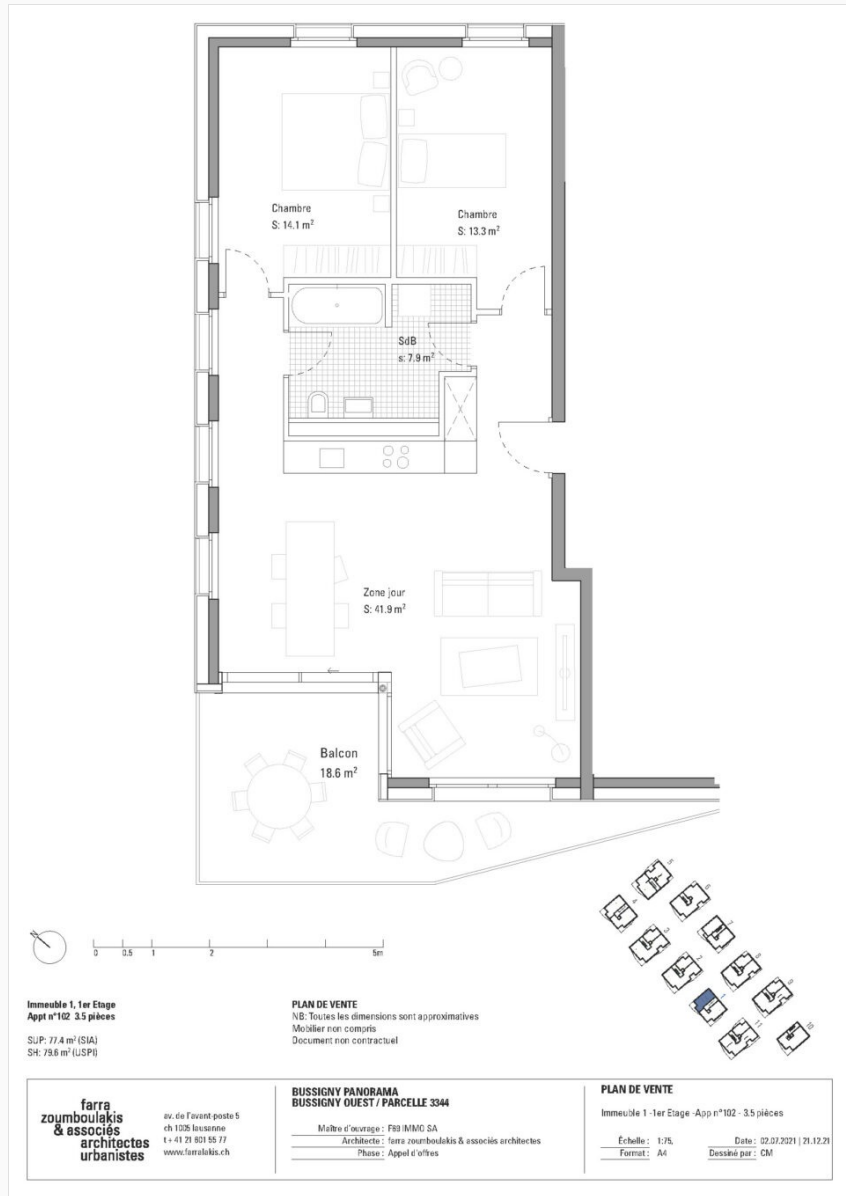 Chambre
S: 14.1 m²
Chambre
S: 13.3 m²
SdB
s: 7.9 m²
Zone jour
S: 41.9 m²
Balcon
18.6 m²
N
0 0.5 1 2 5m
Immeuble 1, 1er Etage
Appt n°102 3.5 pièces
SUP: 77.4 m² (SIA)
SH: 79.6 m² (USPI)
PLAN DE VENTE
NB: Toutes les dimensions sont approximatives
Mobilier non compris
Document non contractuel
farra
zoumboulakis
& associés
architectes
urbanistes
av. de l'avant-poste 5
ch 1005 lausanne
t + 41 21 601 55 77
www.farralakis.ch
BUSSIGNY PANORAMA
BUSSIGNY OUEST / PARCELLE 3344
Maître d'ouvrage : F69 IMMO SA
Architecte : farra zoumboulakis & associés architectes
Phase : Appel d'offres
PLAN DE VENTE
Immeuble 1 -1er Etage -App n°102 - 3.5 pièces
Échelle : 1:75, Date : 02.07.2021 | 21.12.21
Format : A4 Dessiné par : CM